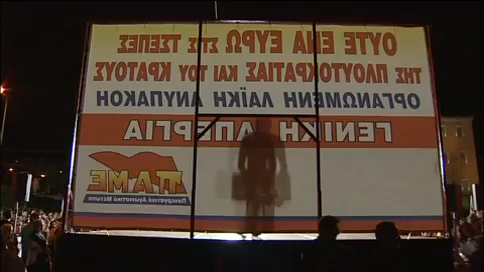 ΟΥΤΕ ΕΝΑ ΕΥΡΩ ΣΤΙΣ ΤΣΕΠΕΣ
ΤΗΣ ΠΛΟΥΤΟΚΡΑΤΙΑΣ ΚΑΙ ΤΟΥ ΚΡΑΤΟΥΣ
ΟΡΓΑΝΩΜΕΝΗ ΛΑΪΚΗ ΑΝΥΠΑΚΟΗ
ΓΕΝΙΚΗ ΑΠΕΡΓΙΑ
ΠΑΜΕ
Πανεργατικό Αγωνιστικό Μέτωπο